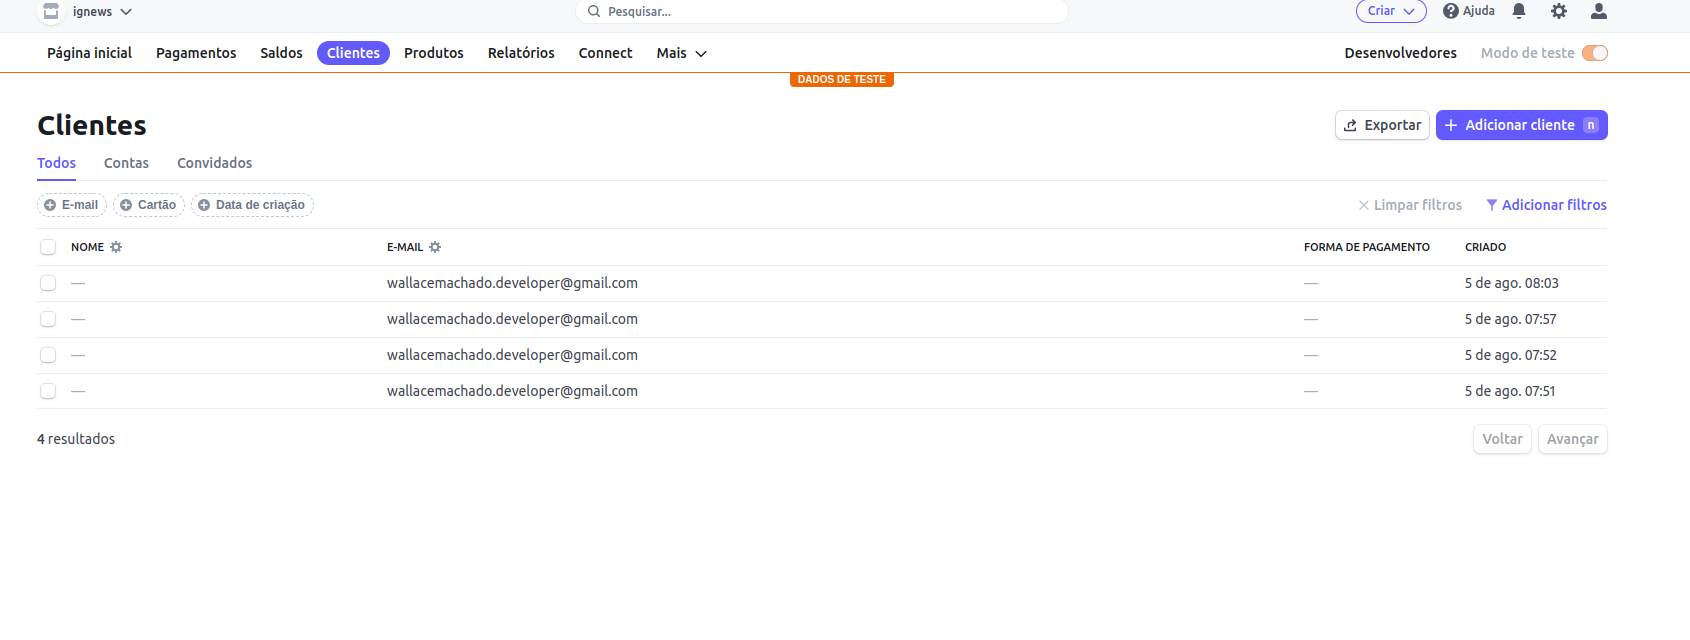 ignews
Pesquisar...
Criar
Ajuda
Página inicial Pagamentos Saldos Clientes Produtos Relatórios Connect Mais
Desenvolvedores Modo de teste
DADOS DE TESTE
Clientes
Exportar
Adicionar cliente n
Todos Contas Convidados
E-mail Cartão Data de criação
Limpar filtros Adicionar filtros
NOME E-MAIL FORMA DE PAGAMENTO CRIADO
— wallacemachado.developer@gmail.com — 5 de ago. 08:03
— wallacemachado.developer@gmail.com — 5 de ago. 07:57
— wallacemachado.developer@gmail.com — 5 de ago. 07:52
— wallacemachado.developer@gmail.com — 5 de ago. 07:51
4 resultados
Voltar Avançar